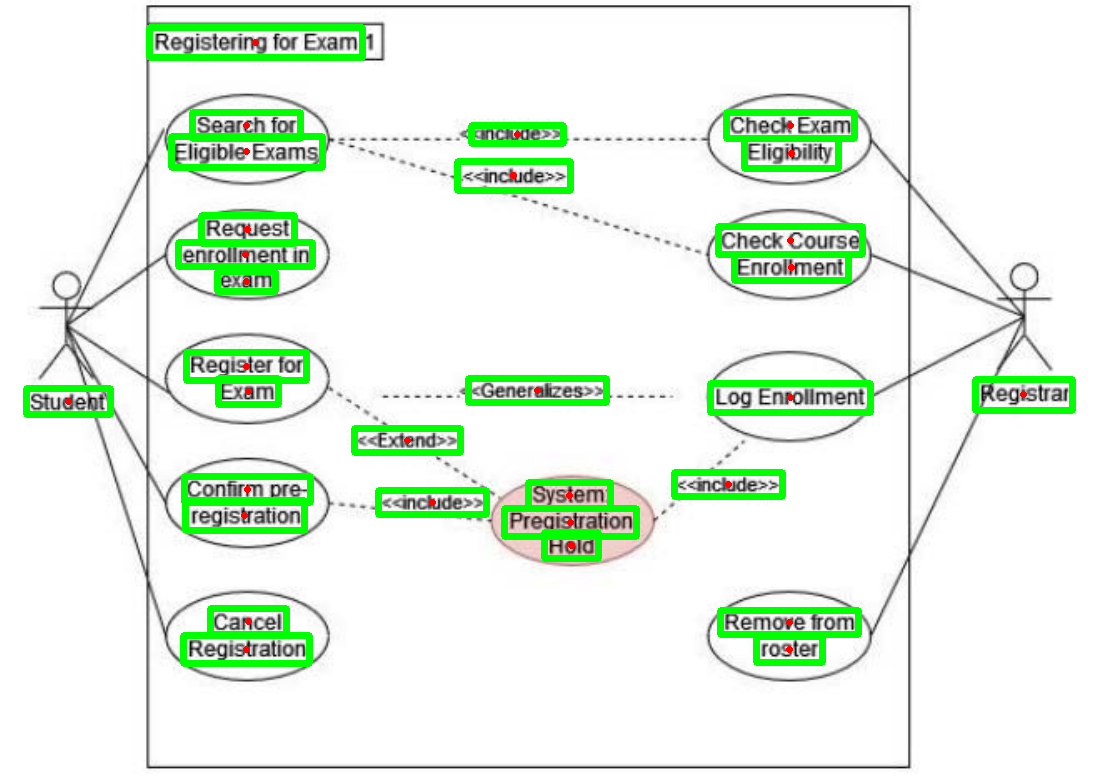 Registering for Exam 1
Search for
Eligible Exams
<<include>>
Check Exam
Eligibility
<<include>>
Request
enrollment in
exam
Check Course
Enrollment
Register for
Exam
<<Generalizes>>
Log Enrollment
Student
Registrar
<<Extend>>
Confirm pre-
registration
<<include>>
System
Pregistration
Hold
<<include>>
Cancel
Registration
Remove from
roster